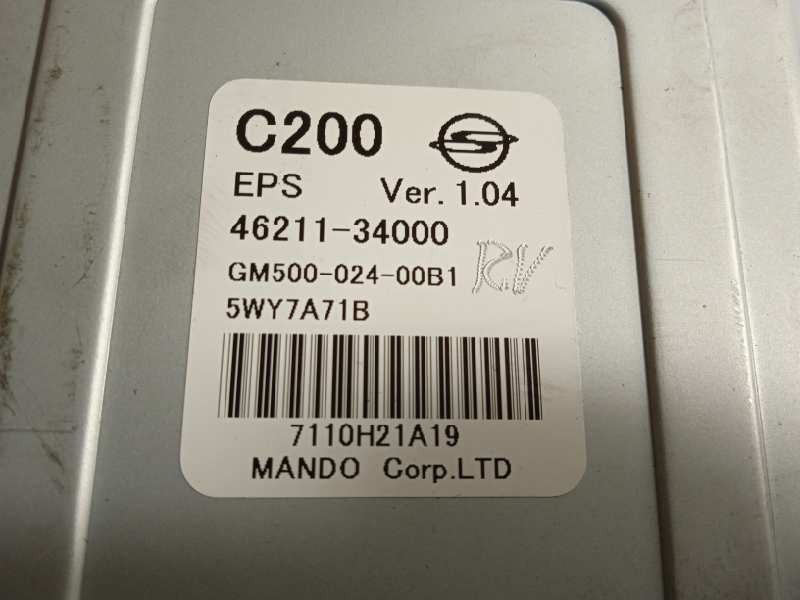 C200
EPS Ver. 1.04
46211-34000
GM500-024-00B1
R.V
5WY7A71B
7110H21A19
MANDO Corp.LTD